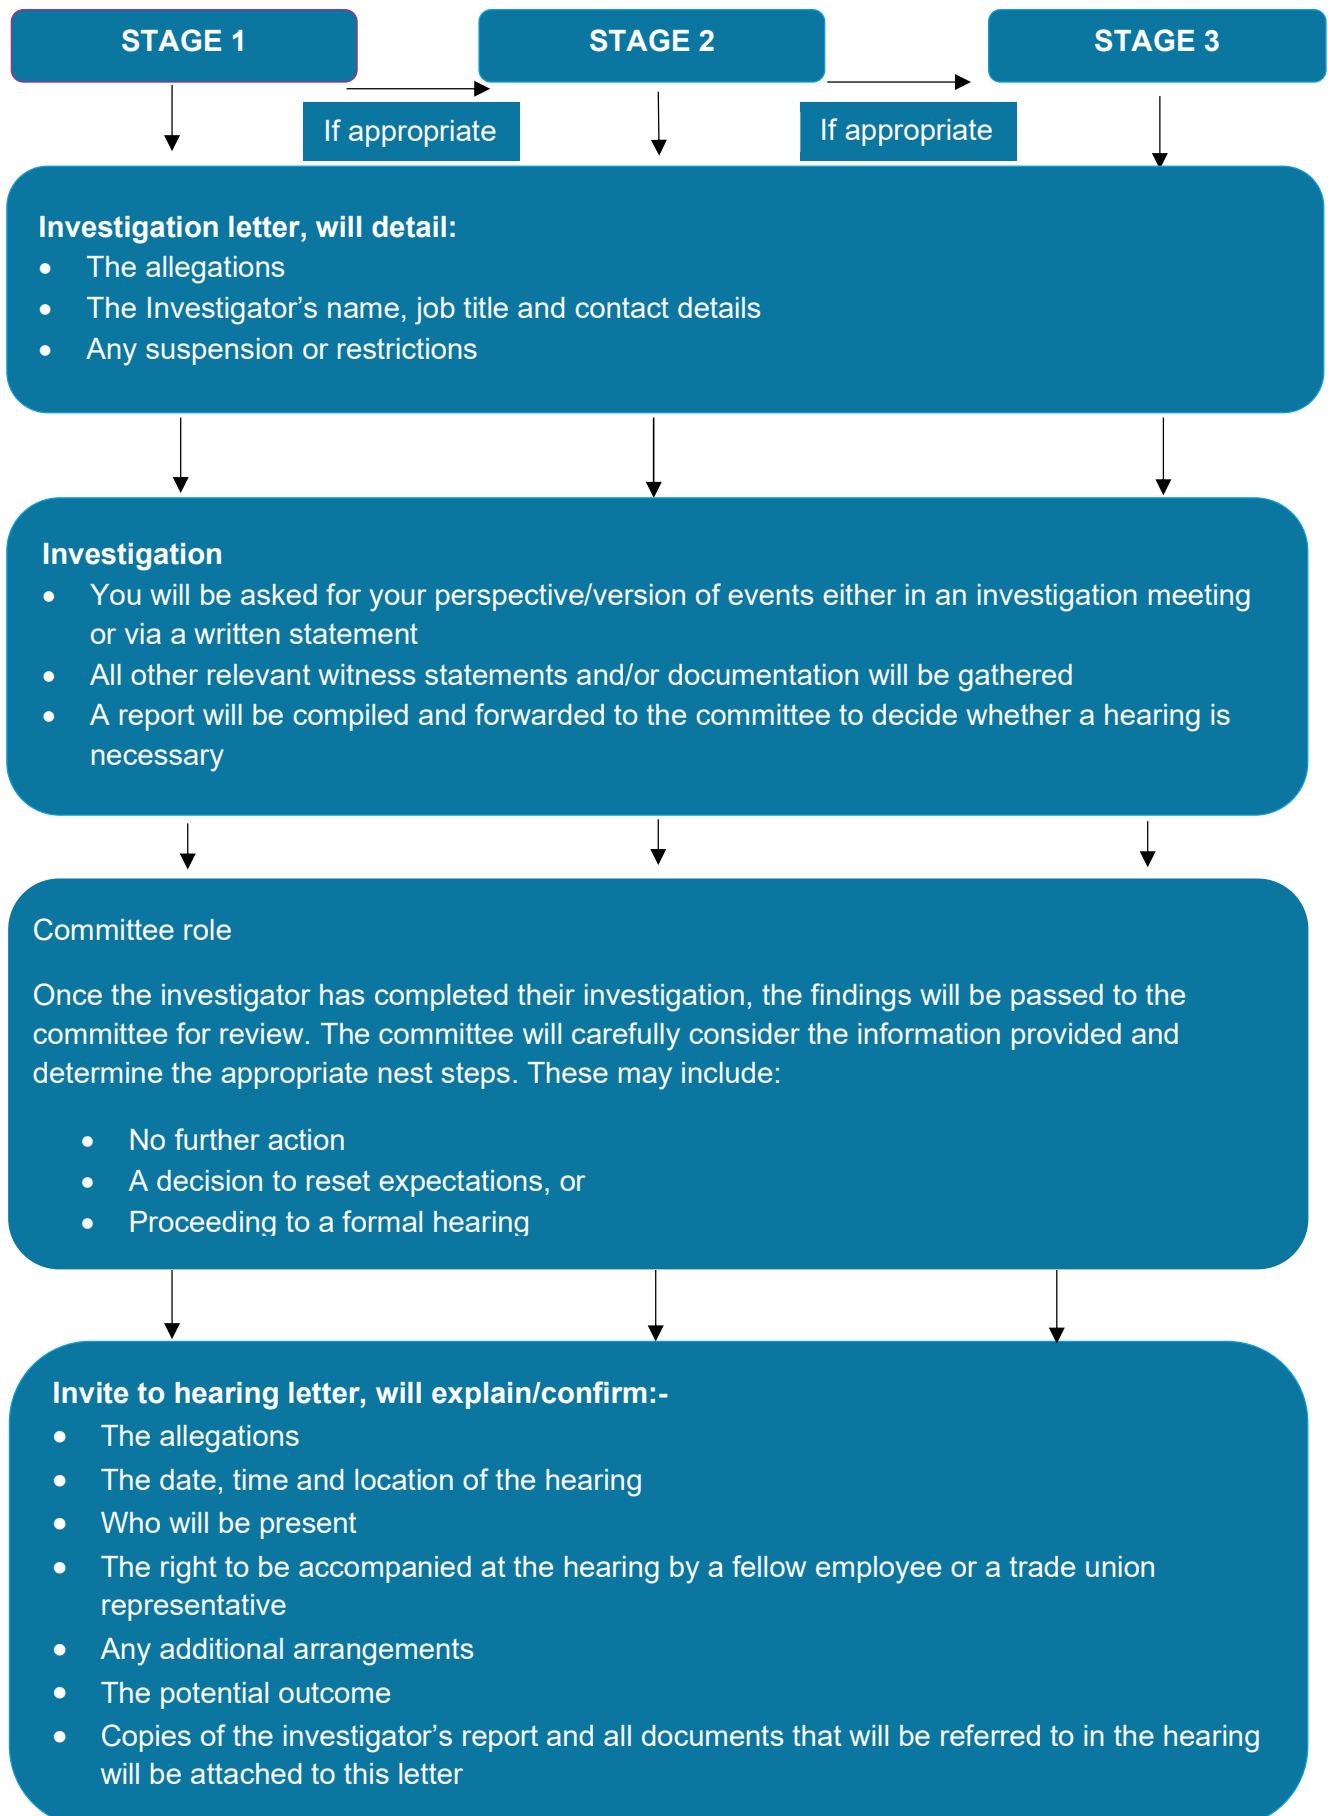 STAGE 1
STAGE 2
STAGE 3
If appropriate
If appropriate
Investigation letter, will detail:
• The allegations
• The Investigator’s name, job title and contact details
• Any suspension or restrictions
Investigation
• You will be asked for your perspective/version of events either in an investigation meeting
or via a written statement
• All other relevant witness statements and/or documentation will be gathered
• A report will be compiled and forwarded to the committee to decide whether a hearing is
necessary
Committee role
Once the investigator has completed their investigation, the findings will be passed to the
committee for review. The committee will carefully consider the information provided and
determine the appropriate nest steps. These may include:
• No further action
• A decision to reset expectations, or
• Proceeding to a formal hearing
Invite to hearing letter, will explain/confirm:-
• The allegations
• The date, time and location of the hearing
• Who will be present
• The right to be accompanied at the hearing by a fellow employee or a trade union
representative
• Any additional arrangements
• The potential outcome
• Copies of the investigator’s report and all documents that will be referred to in the hearing
will be attached to this letter